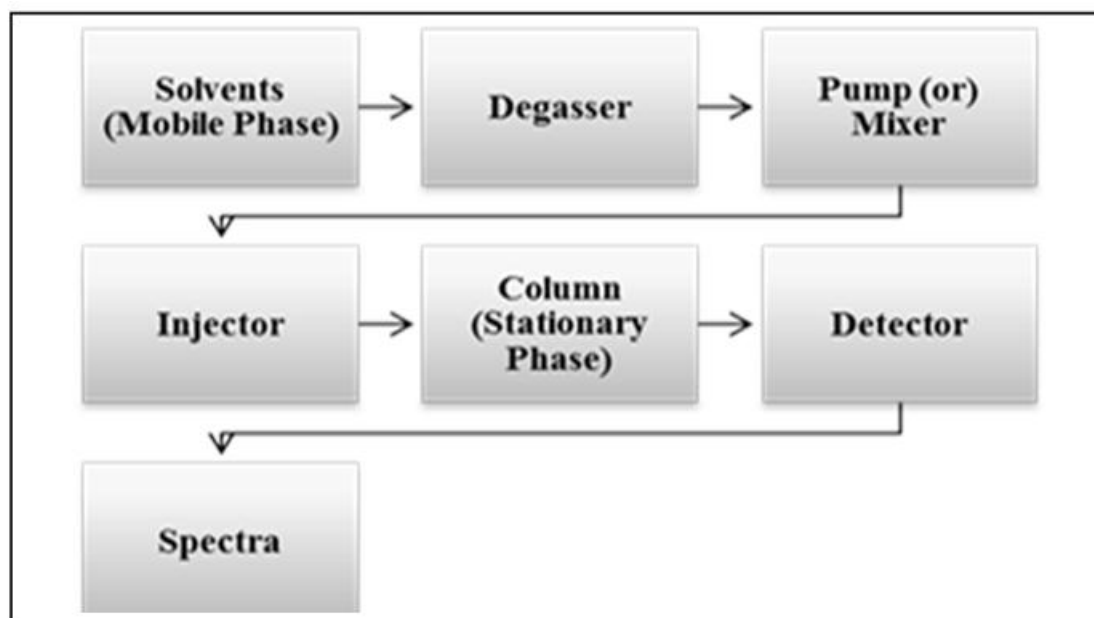 Solvents
(Mobile Phase)
Degasser
Pump (or)
Mixer
Injector
Column
(Stationary
Phase)
Detector
Spectra